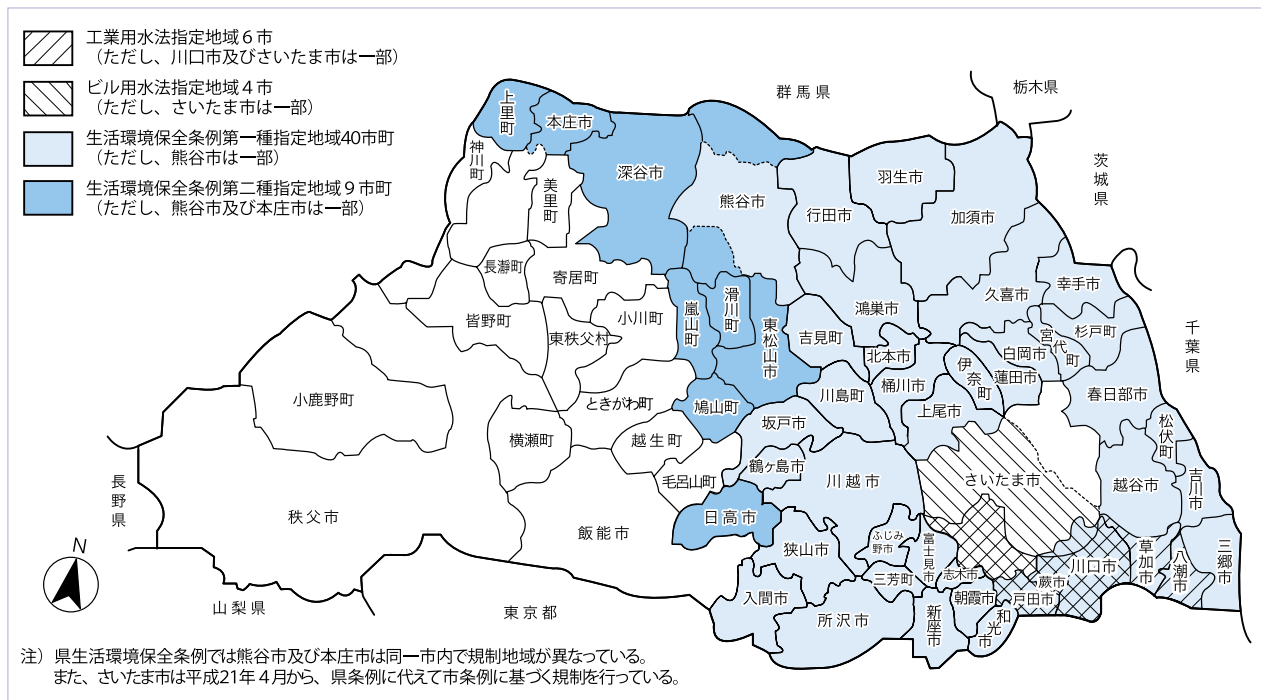 工業用水法指定地域6市
（ただし、川口市及びさいたま市は一部）
ビル用水法指定地域4市
（ただし、さいたま市は一部）
生活環境保全条例第一種指定地域40市町
（ただし、熊谷市は一部）
生活環境保全条例第二種指定地域9市町
（ただし、熊谷市及び本庄市は一部）
群馬県
栃木県
茨城県
千葉県
長野県
山梨県
東京都
上里町
本庄市
神川町
美里町
深谷市
熊谷市
行田市
羽生市
加須市
長瀞町
寄居町
皆野町
東秩父村
小川町
嵐山町
滑川町
東松山市
吉見町
鴻巣市
久喜市
幸手市
北本市
白岡市
宮代町
杉戸町
小鹿野町
ときがわ町
鳩山町
川島町
桶川市
伊奈町
蓮田市
春日部市
上尾市
横瀬町
越生町
坂戸市
松伏町
毛呂山町
鶴ヶ島市
川越市
さいたま市
越谷市
吉川市
秩父市
飯能市
日高市
狭山市
ふじみ
野市
富士見市
川口市
草加市
八潮市
三郷市
三芳町
志木市
蕨市
入間市
所沢市
新座市
朝霞市
戸田市
和光市
N
注）県生活環境保全条例では熊谷市及び本庄市は同一市内で規制地域が異なっている。
また、さいたま市は平成21年４月から、県条例に代えて市条例に基づく規制を行っている。